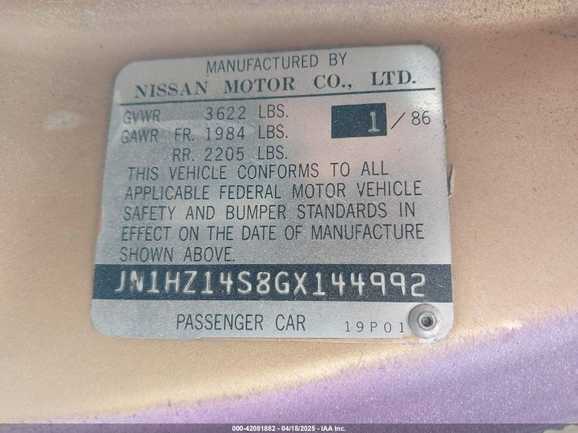 MANUFACTURED BY
NISSAN MOTOR CO., LTD.
GVWR 3622 LBS.
GAWR FR. 1984 LBS. 1 / 86
RR. 2205 LBS.
THIS VEHICLE CONFORMS TO ALL
APPLICABLE FEDERAL MOTOR VEHICLE
SAFETY AND BUMPER STANDARDS IN
EFFECT ON THE DATE OF MANUFACTURE
SHOWN ABOVE.
JN1HZ14S8GX144992
PASSENGER CAR 19P01
000-42081882 - 04/15/2025 - IAA Inc.